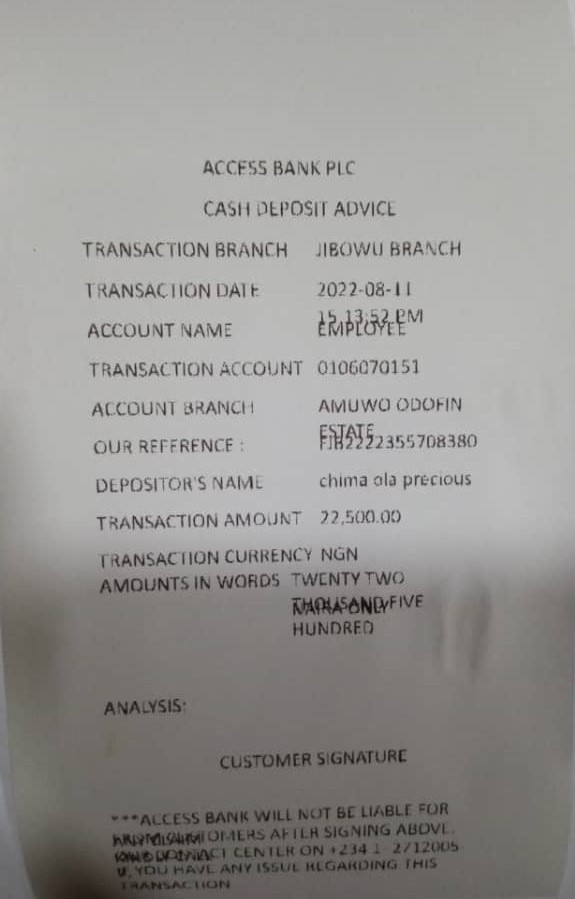 ACCESS BANK PLC
CASH DEPOSIT ADVICE
TRANSACTION BRANCH JIBOWU BRANCH
TRANSACTION DATE 2022-08-11
15.13:52 PM
ACCOUNT NAME EMPLOYEE
TRANSACTION ACCOUNT 0106070151
ACCOUNT BRANCH AMUWO ODOFIN
ESTATE
OUR REFERENCE : FJB2222355708380
DEPOSITOR'S NAME chima ola precious
TRANSACTION AMOUNT 22,500.00
TRANSACTION CURRENCY NGN
AMOUNTS IN WORDS TWENTY TWO
THOUSAND FIVE
NAIRA ONLY
HUNDRED
ANALYSIS:
CUSTOMER SIGNATURE
***ACCESS BANK WILL NOT BE LIABLE FOR
CUSTOMERS AFTER SIGNING ABOVE.
CONTACT CENTER ON +234 1- 2712005
YOU HAVE ANY ISSUE REGARDING THIS
TRANSACTION